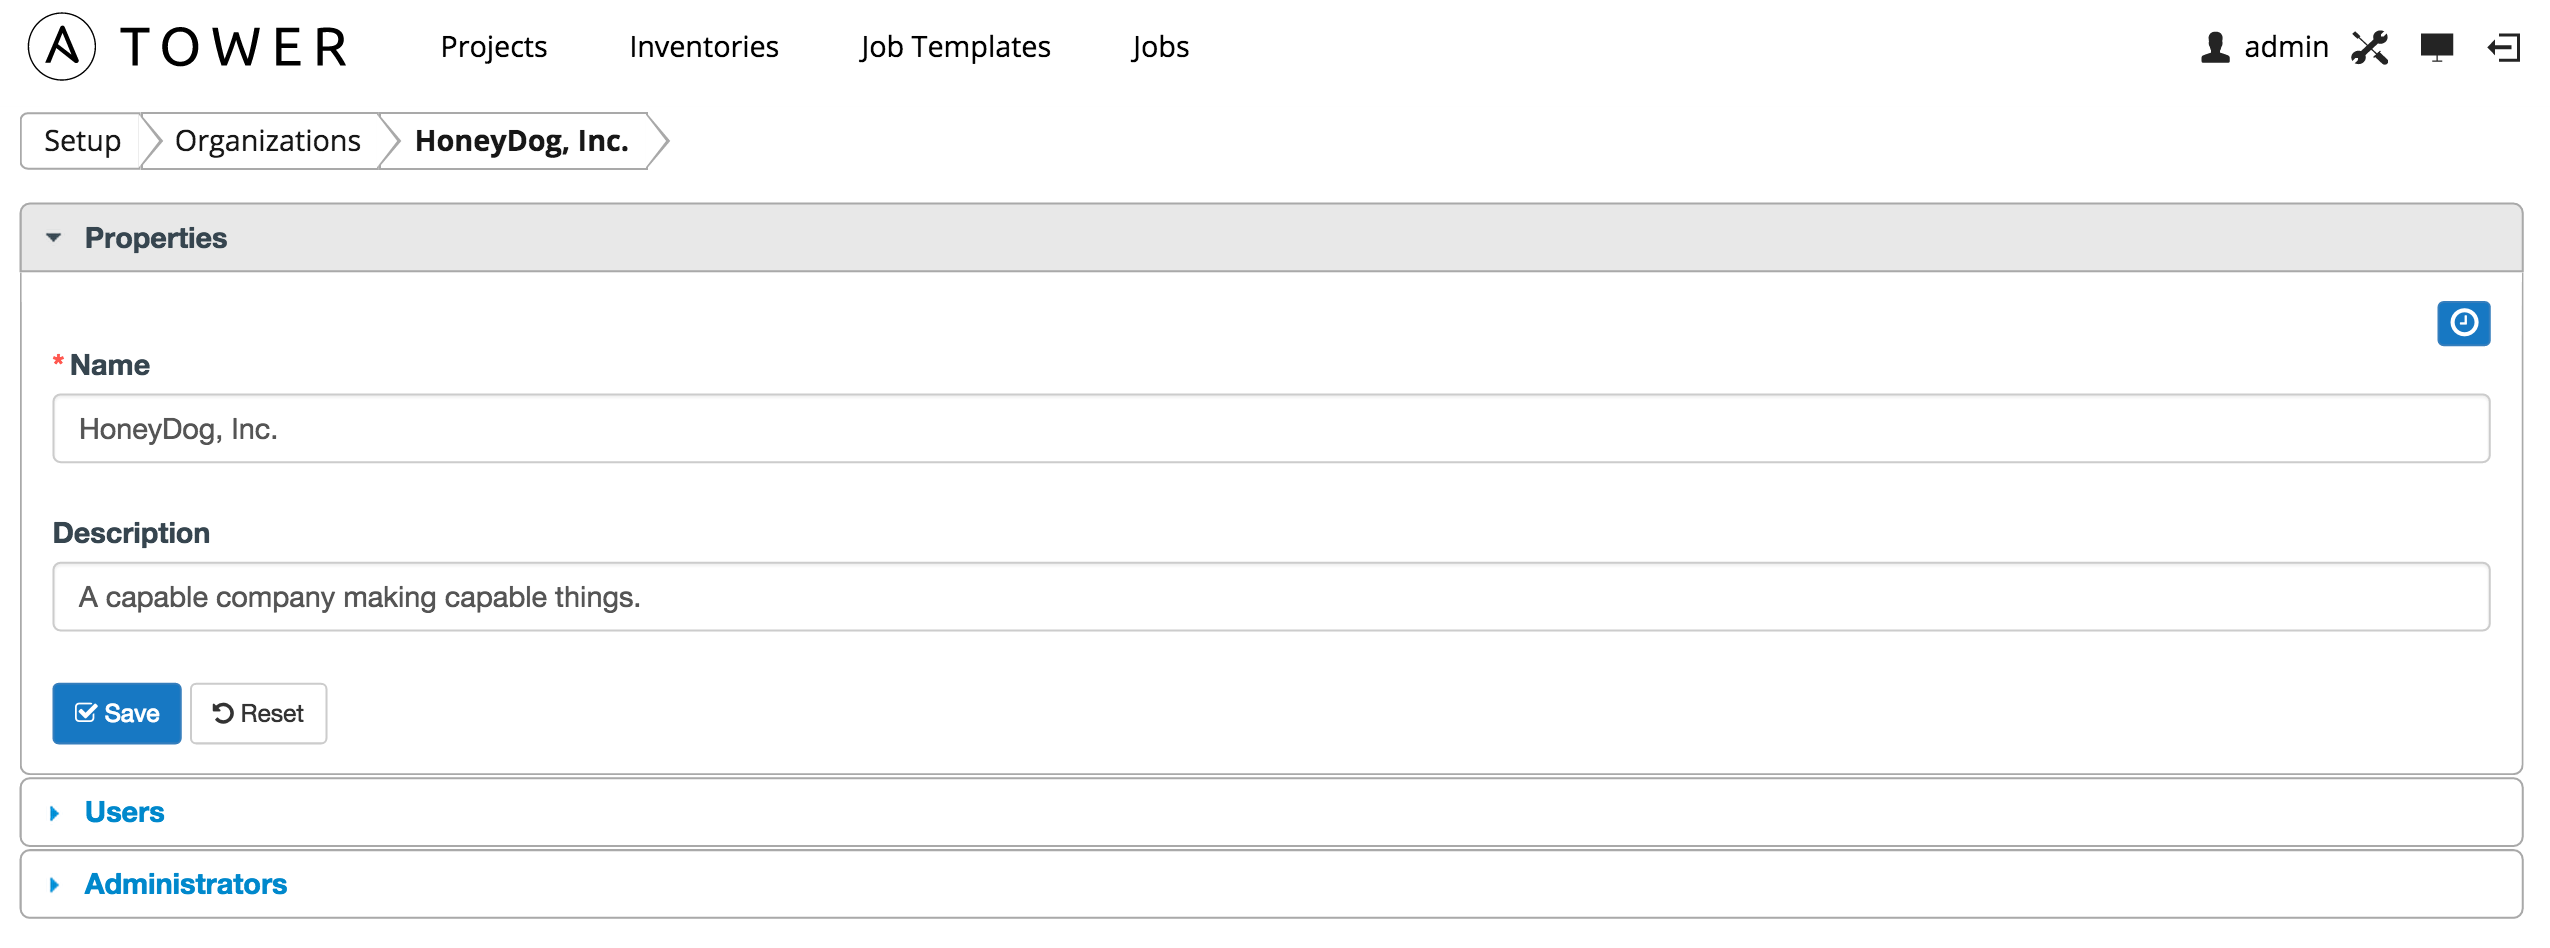 A TOWER Projects Inventories Job Templates Jobs admin
Setup Organizations HoneyDog, Inc.
Properties
* Name
HoneyDog, Inc.
Description
A capable company making capable things.
Save Reset
Users
Administrators